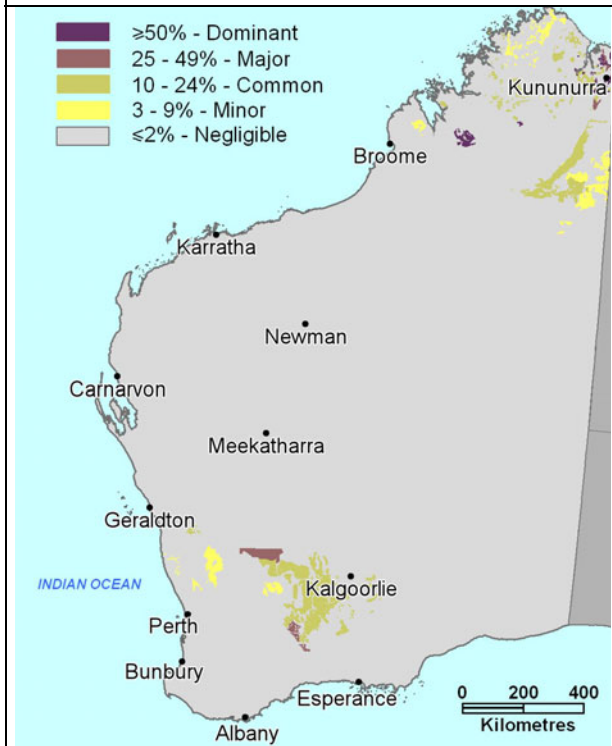 ≥50% - Dominant
25 - 49% - Major
10 - 24% - Common
3 - 9% - Minor
≤2% - Negligible
Kununurra
Broome
Karratha
Newman
Carnarvon
Meekatharra
Geraldton
INDIAN OCEAN
Kalgoorlie
Perth
Bunbury
Esperance
Albany
0 200 400
Kilometres